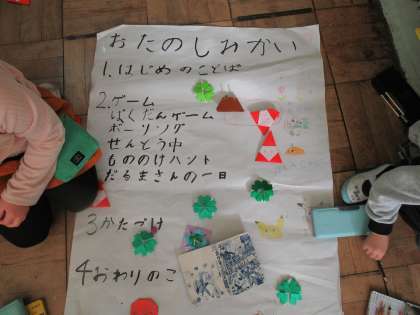 おたのしみかい
1.はじめのことば
2.ゲーム
ばくだんゲーム
ボーリング
せんとう中
もののけハント
だるまさんの一日
3かたづけ
4おわりのこ